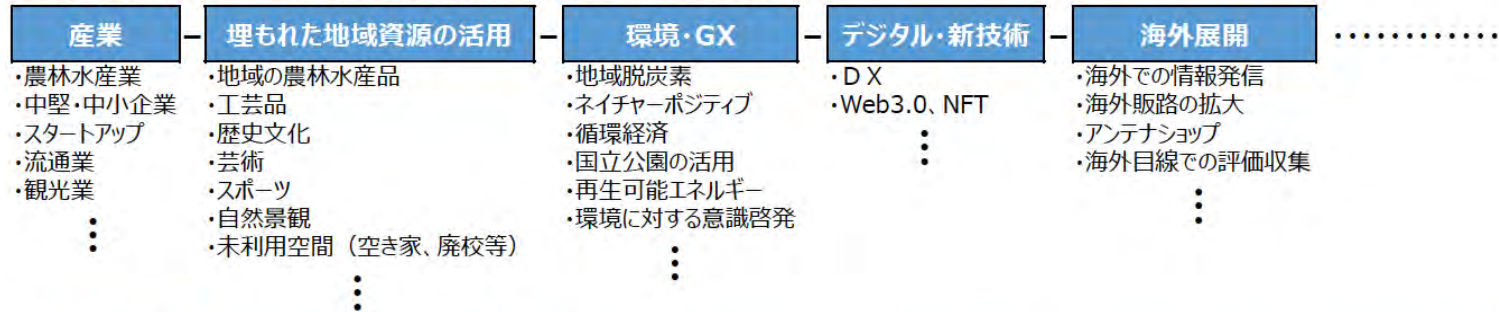 産業
・農林水産業
・中堅・中小企業
・スタートアップ
・流通業
・観光業
埋もれた地域資源の活用
・地域の農林水産品
・工芸品
・歴史文化
・芸術
・スポーツ
・自然景観
・未利用空間（空き家、廃校等）
環境・GX
・地域脱炭素
・ネイチャーポジティブ
・循環経済
・国立公園の活用
・再生可能エネルギー
・環境に対する意識啓発
デジタル・新技術
・ＤＸ
・Web3.0、NFT
海外展開
・海外での情報発信
・海外販路の拡大
・アンテナショップ
・海外目線での評価収集